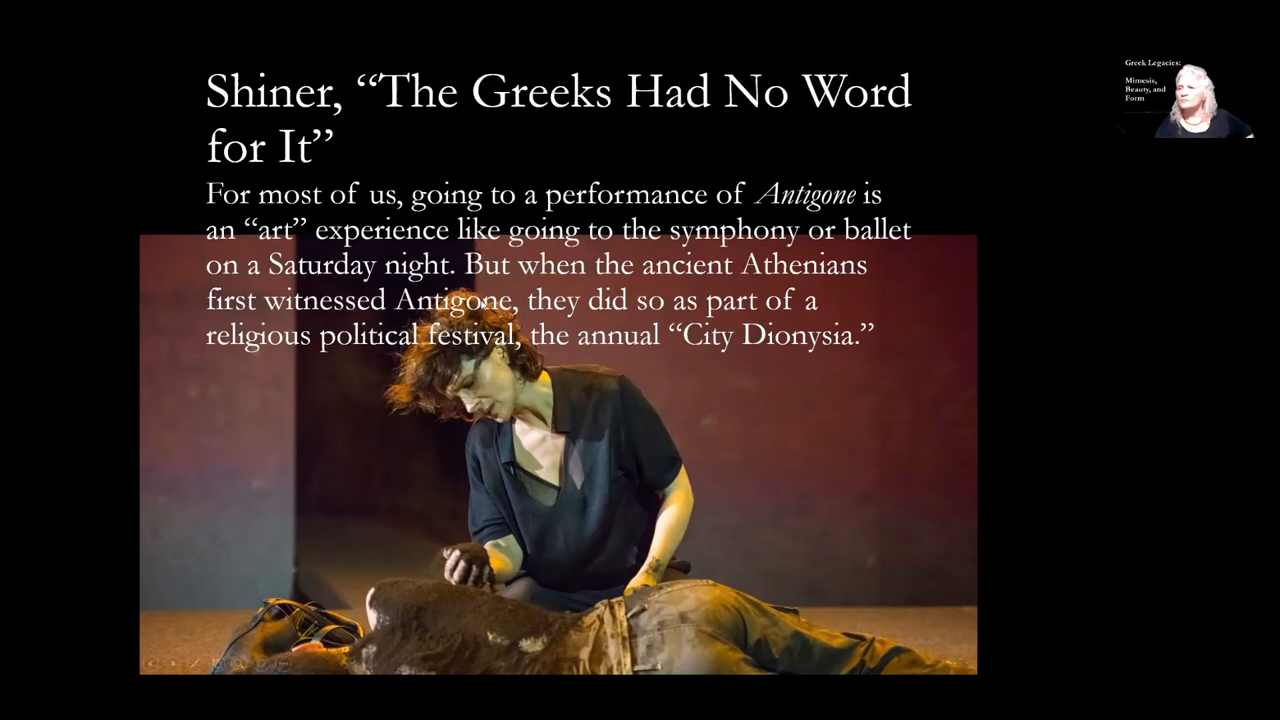 Shiner, “The Greeks Had No Word
for It”
For most of us, going to a performance of Antigone is
an “art” experience like going to the symphony or ballet
on a Saturday night. But when the ancient Athenians
first witnessed Antigone, they did so as part of a
religious political festival, the annual “City Dionysia.”
Greek Legacies:
Mimesis,
Beauty, and
Form